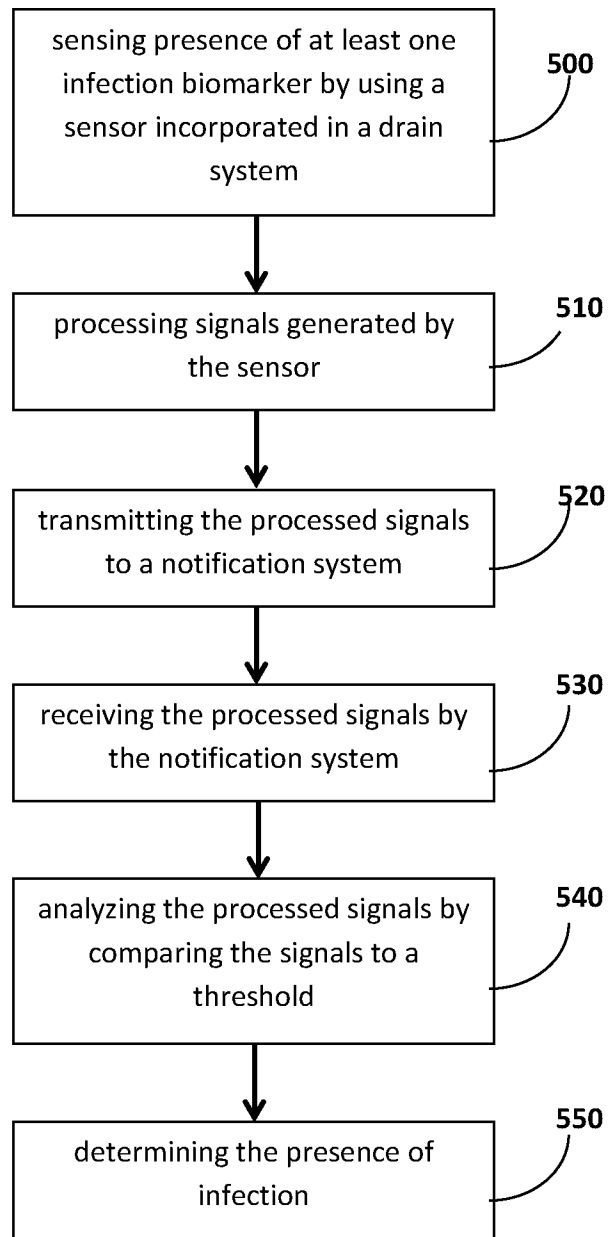 sensing presence of at least one
infection biomarker by using a
sensor incorporated in a drain
system
500
processing signals generated by
the sensor
510
transmitting the processed signals
to a notification system
520
receiving the processed signals by
the notification system
530
analyzing the processed signals by
comparing the signals to a
threshold
540
determining the presence of
infection
550